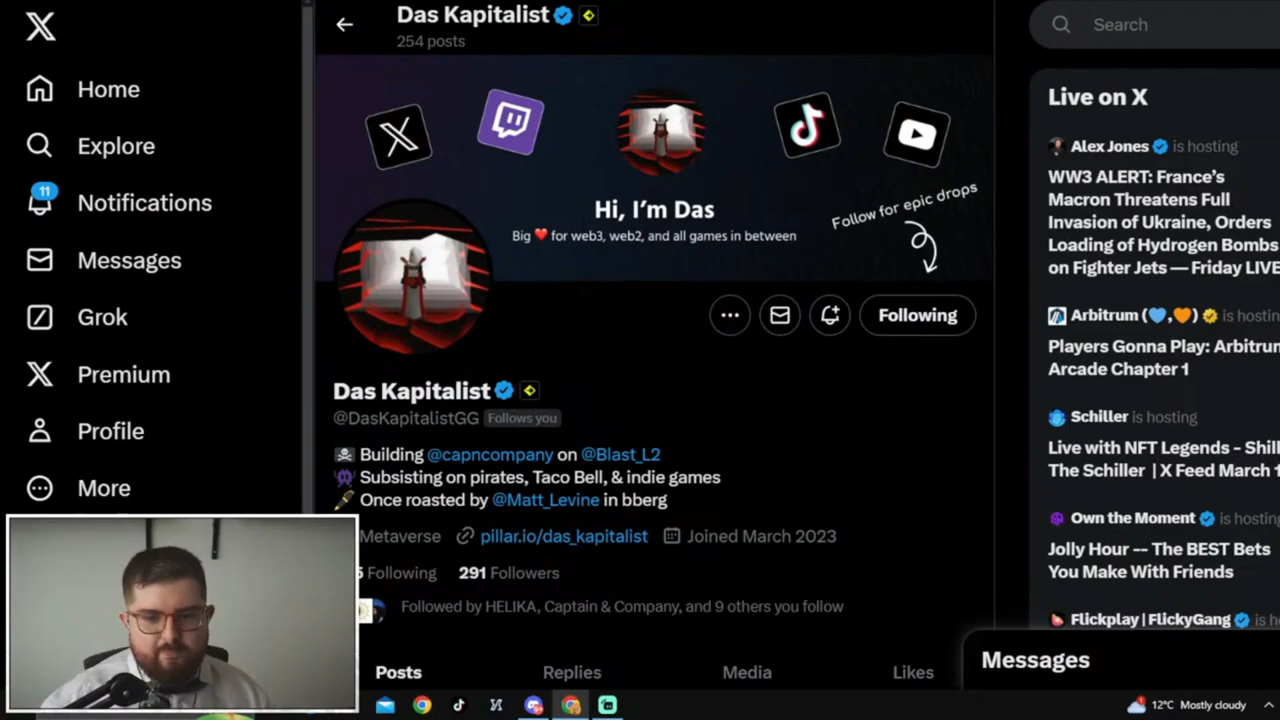 Das Kapitalist
254 posts
Home
Explore
11
Notifications
Messages
Grok
Premium
Profile
More
Hi, I'm Das
Big ❤️ for web3, web2, and all games in between
Follow for epic drops
Following
Das Kapitalist
@DasKapitalistGG Follows you
Building @capncompany on @Blast_L2
Subsisting on pirates, Taco Bell, & indie games
Once roasted by @Matt_Levine in bberg
Metaverse pillar.io/das_kapitalist Joined March 2023
Following 291 Followers
Followed by HELIKA, Captain & Company, and 9 others you follow
Posts Replies Media Likes
Search
Live on X
Alex Jones is hosting
WW3 ALERT: France's
Macron Threatens Full
Invasion of Ukraine, Orders
Loading of Hydrogen Bombs
on Fighter Jets — Friday LIVE
Arbitrum (💙,🧡) is hostin
Players Gonna Play: Arbitru
Arcade Chapter 1
Schiller is hosting
Live with NFT Legends - Shil
The Schiller | X Feed March 1
Own the Moment is hostin
Jolly Hour -- The BEST Bets
You Make With Friends
Flickplay | FlickyGang is h
Messages
12°C Mostly cloudy